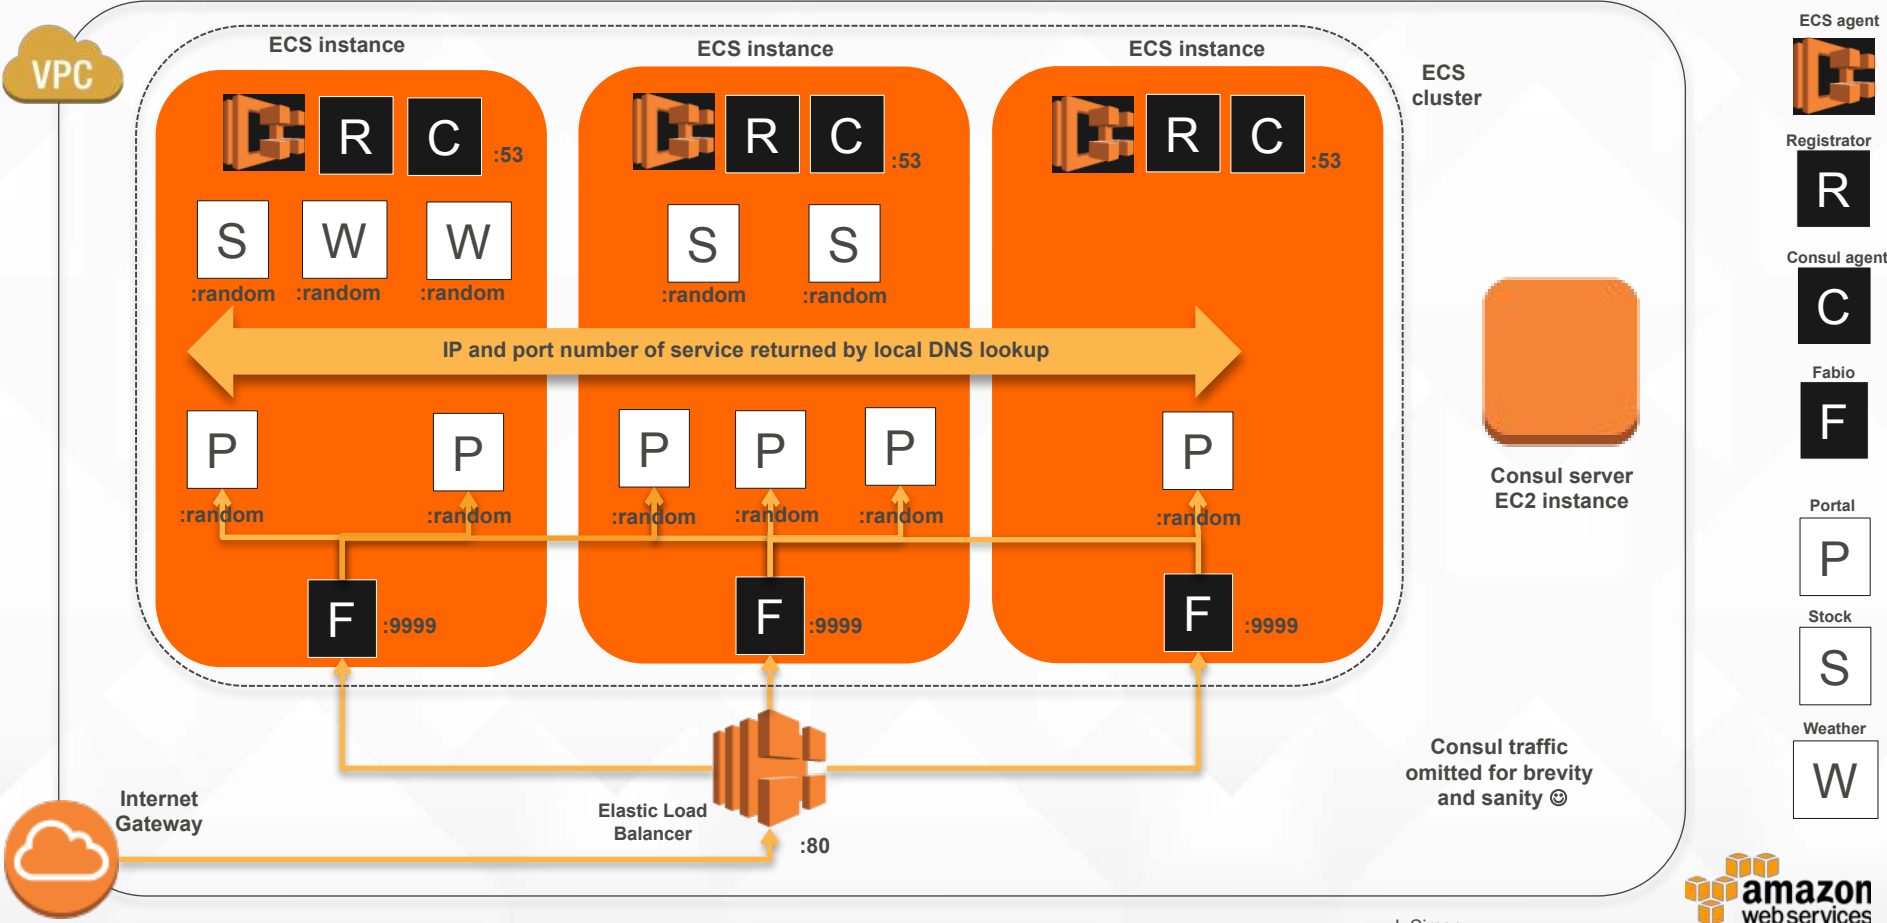 VPC
ECS instance
ECS instance
ECS instance
ECS
cluster
R
C
:53
R
C
:53
R
C
:53
S
W
W
S
S
:random
:random
:random
:random
:random
IP and port number of service returned by local DNS lookup
P
P
P
P
P
P
:random
:random
:random
:random
:random
:random
F
:9999
F
:9999
F
:9999
Elastic Load
Balancer
:80
Internet
Gateway
Consul server
EC2 instance
Consul traffic
omitted for brevity
and sanity ☺
ECS agent
Registrator
R
Consul agent
C
Fabio
F
Portal
P
Stock
S
Weather
W
amazon
web services